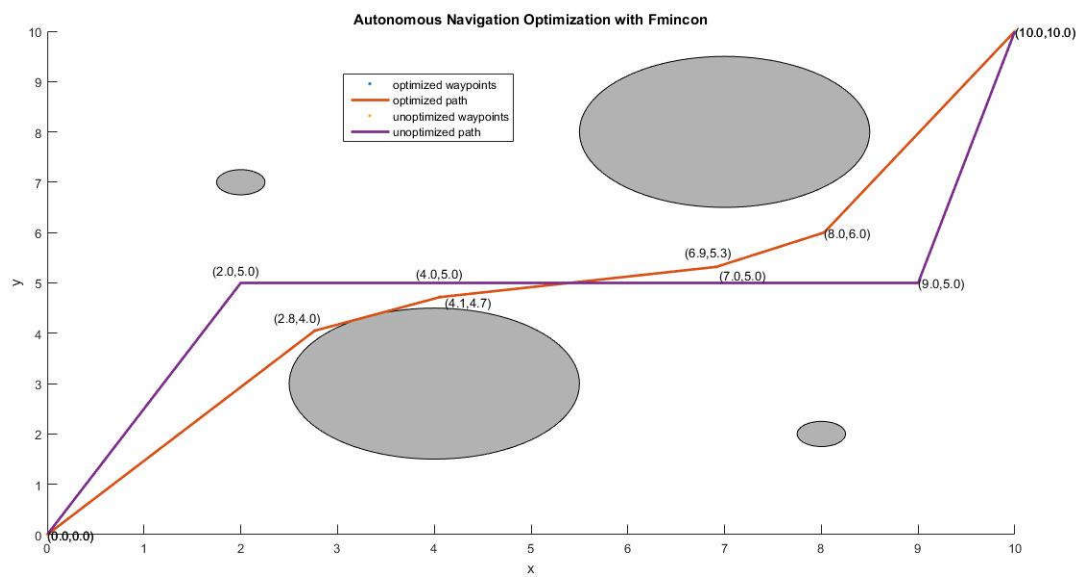 Autonomous Navigation Optimization with Fmincon
10
(10.0,10.0)
9
optimized waypoints
optimized path
unoptimized waypoints
unoptimized path
8
7
6
(8.0,6.0)
(6.9,5.3)
(2.0,5.0)
(4.0,5.0)
(7.0,5.0)
(9.0,5.0)
y
5
(4.1,4.7)
(2.8,4.0)
4
3
2
1
0
(0.0,0.0)
0 1 2 3 4 5 6 7 8 9 10
x